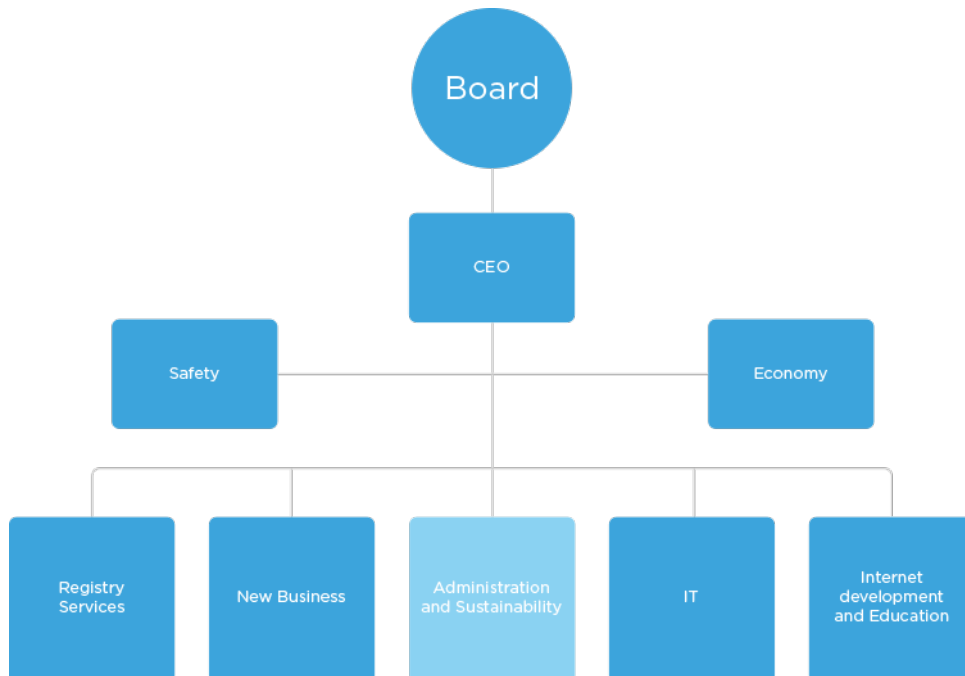 Board
CEO
Safety
Economy
Registry
Services
New Business
Administration
and Sustainability
IT
Internet
development
and Education